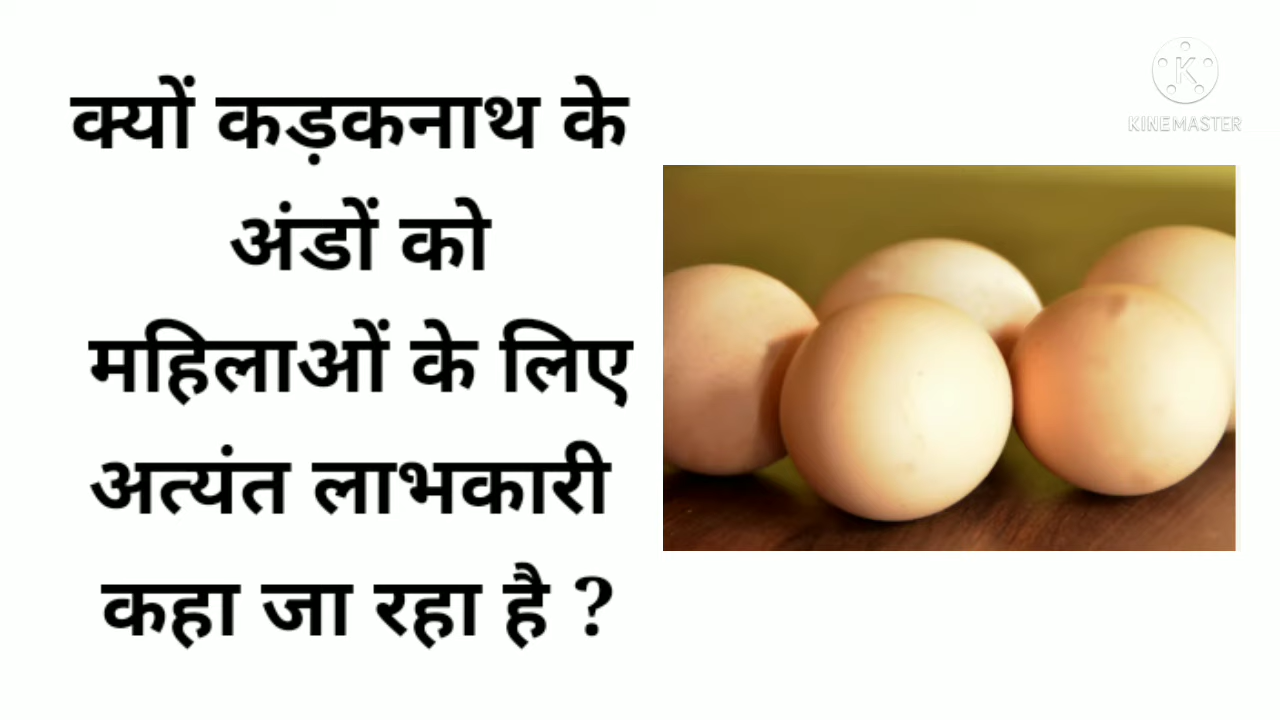 क्यों कड़कनाथ के
अंडों को
महिलाओं के लिए
अत्यंत लाभकारी
कहा जा रहा है ?
K
KINEMASTER